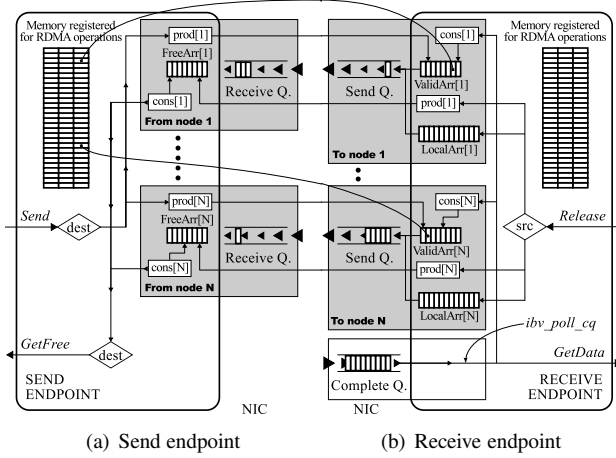 Memory registered
for RDMA operations
prod[1]
FreeArr[1]
cons[1]
Receive Q.
From node 1
cons[1]
Send Q.
ValidArr[1]
prod[1]
LocalArr[1]
To node 1
Memory registered
for RDMA operations
Send
dest
prod[N]
FreeArr[N]
cons[N]
Receive Q.
From node N
cons[N]
Send Q.
ValidArr[N]
prod[N]
LocalArr[N]
To node N
src
Release
ibv_poll_cq
GetFree
dest
GetData
Complete Q.
SEND
ENDPOINT
NIC
NIC
RECEIVE
ENDPOINT
(a) Send endpoint
(b) Receive endpoint